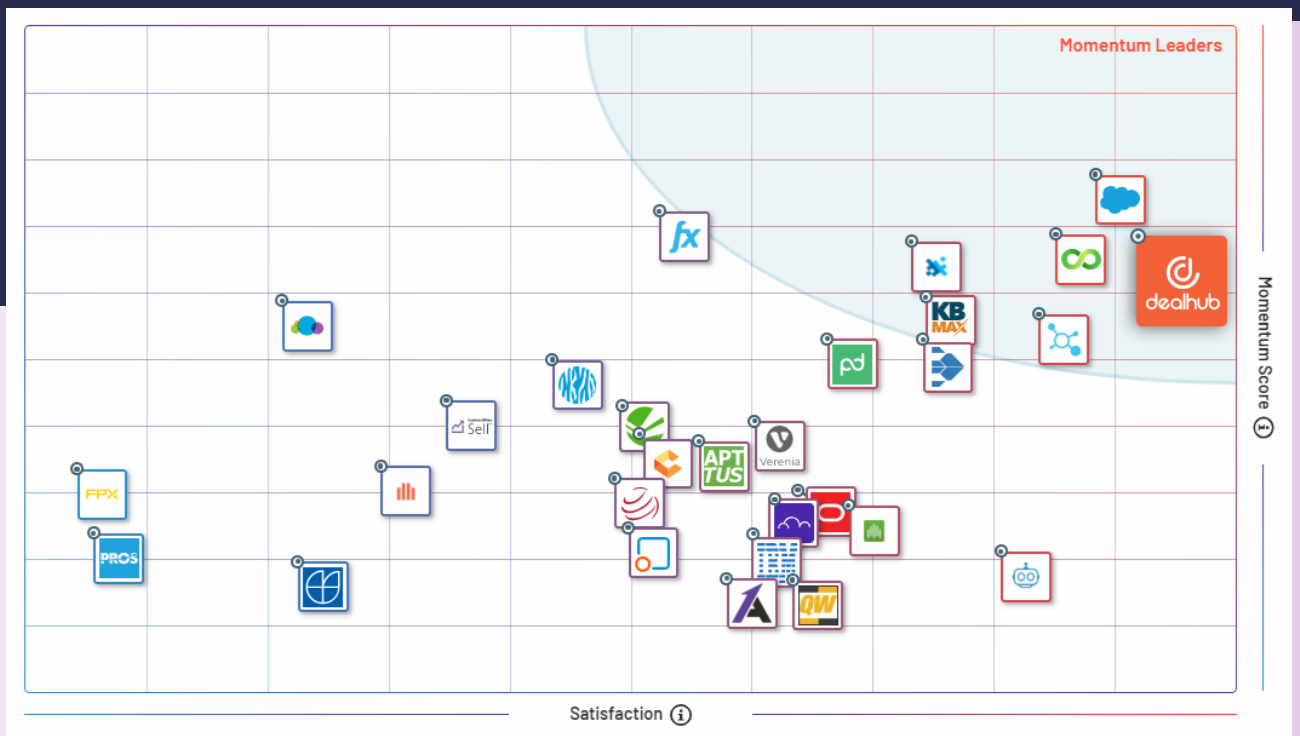 Momentum Leaders
fx
dealhub
KB
MAX
pd
Sell
Verenia
APT
TUS
FPX
PROS
A
QW
Momentum Score
Satisfaction